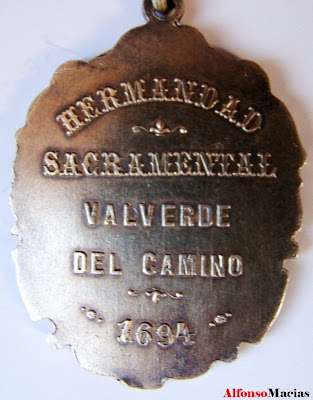 HERMANDAD
SACRAMENTAL
VALVERDE
DEL CAMINO
1694
AlfonsoMacias